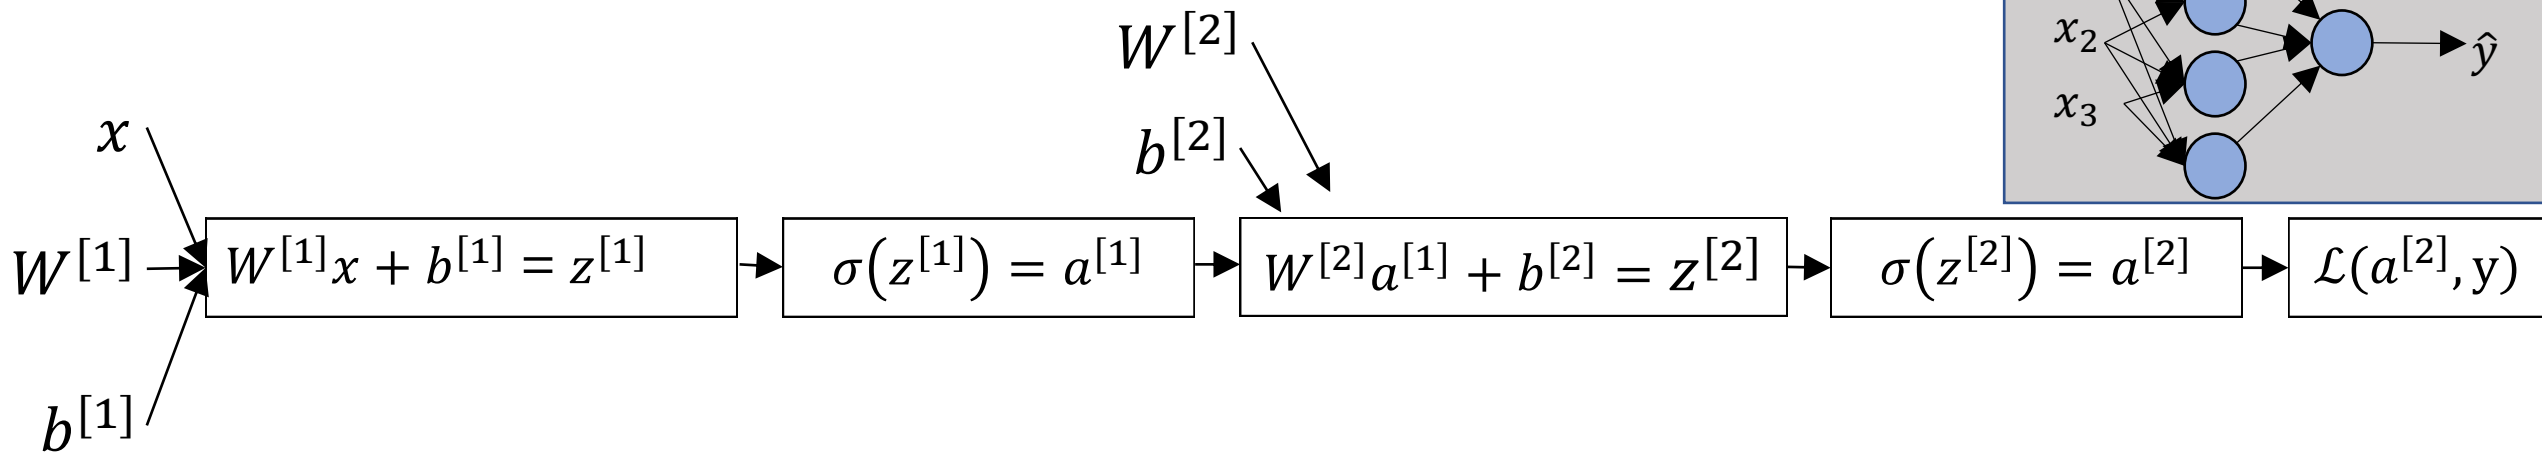 W^[2]
x_2
ŷ
b^[2]
x_3
x
W^[1]
b^[1]
W^[1]x + b^[1] = z^[1]
σ(z^[1]) = a^[1]
W^[2]a^[1] + b^[2] = z^[2]
σ(z^[2]) = a^[2]
ℒ(a^[2], y)